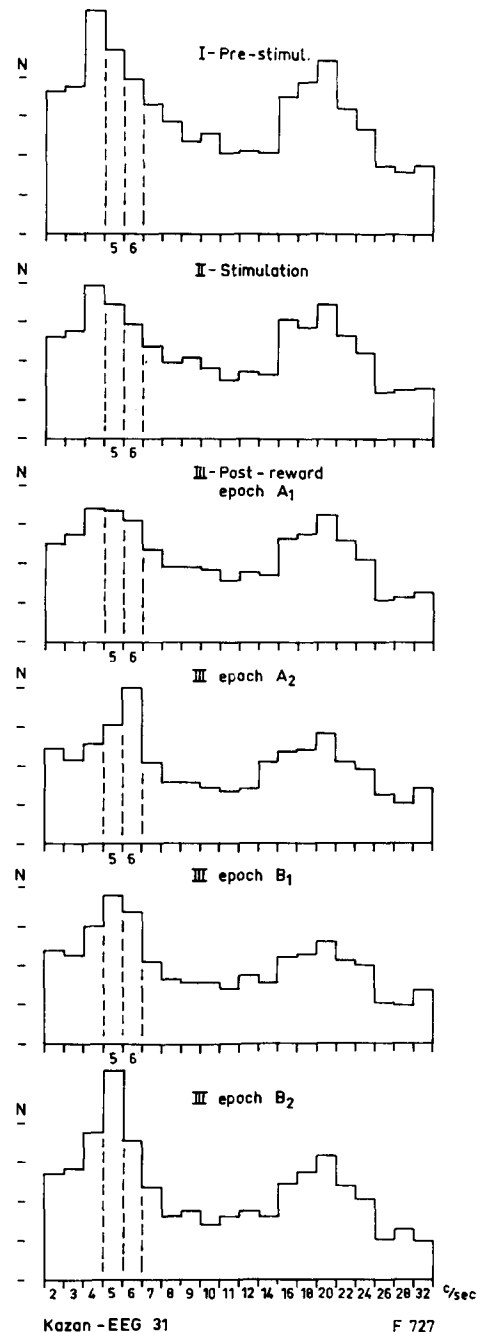 I-Pre-stimul.
N
5 6
II-Stimulation
N
5 6
III-Post-reward
epoch A1
N
5 6
III epoch A2
N
5 6
III epoch B1
N
5 6
III epoch B2
N
2 3 4 5 6 7 8 9 10 11 12 14 16 18 20 22 24 26 28 32 c/sec
Kazan-EEG 31 F 727